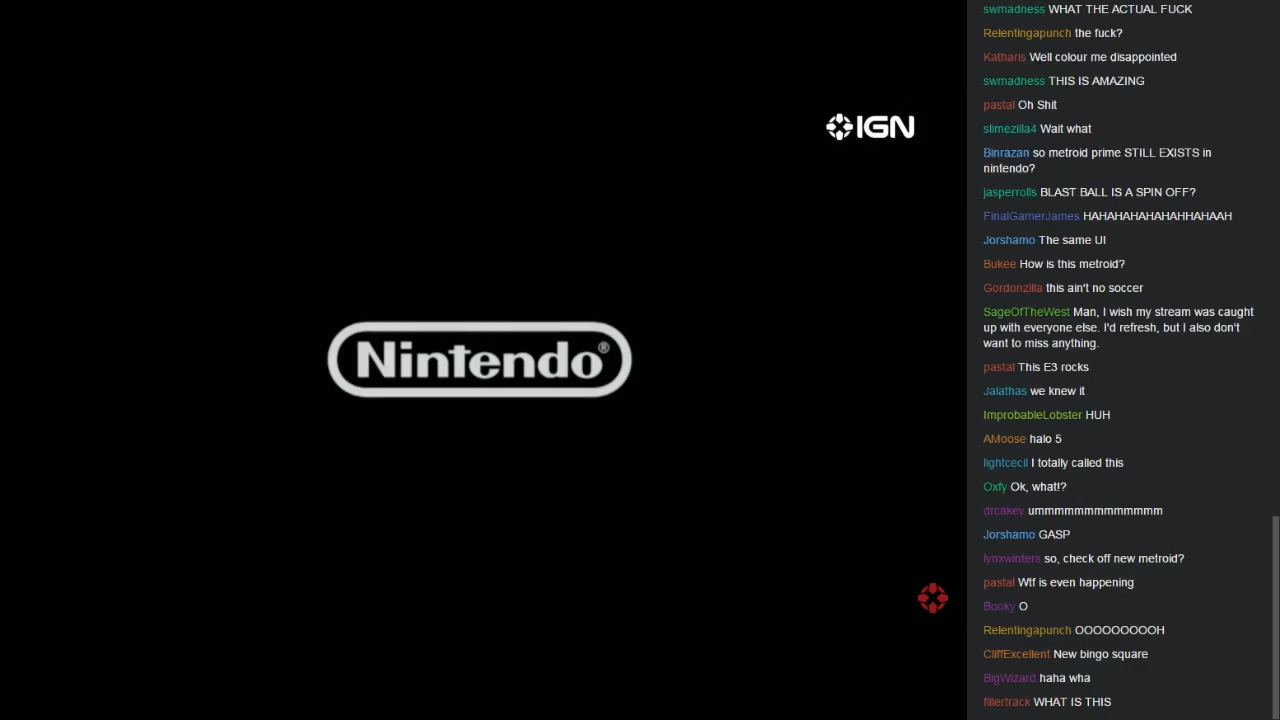 IGN
Nintendo®
swmadness WHAT THE ACTUAL FUCK
Relentingapunch the fuck?
Katharis Well colour me disappointed
swmadness THIS IS AMAZING
pastal Oh Shit
slimezilla4 Wait what
Binrazan so metroid prime STILL EXISTS in
nintendo?
jasperrolls BLAST BALL IS A SPIN OFF?
FinalGamerJames HAHAHAHAHAHAHHAHAAH
Jorshamo The same UI
Bukee How is this metroid?
Gordonzilla this ain't no soccer
SageOfTheWest Man, I wish my stream was caught
up with everyone else. I'd refresh, but I also don't
want to miss anything.
pastal This E3 rocks
Jalathas we knew it
ImprobableLobster HUH
AMoose halo 5
lightcecil I totally called this
Oxfy Ok, what!?
drcakey ummmmmmmmmmmmm
Jorshamo GASP
lynxwinters so, check off new metroid?
pastal Wtf is even happening
Booky O
Relentingapunch OOOOOOOOOH
CliffExcellent New bingo square
BigWizard haha wha
fillertrack WHAT IS THIS